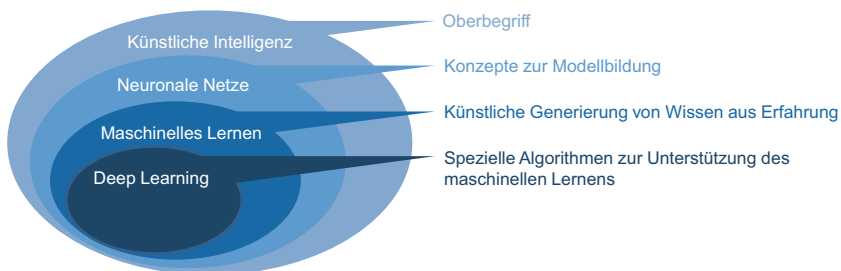 Künstliche Intelligenz
Oberbegriff
Neuronale Netze
Konzepte zur Modellbildung
Maschinelles Lernen
Künstliche Generierung von Wissen aus Erfahrung
Deep Learning
Spezielle Algorithmen zur Unterstützung des
maschinellen Lernens